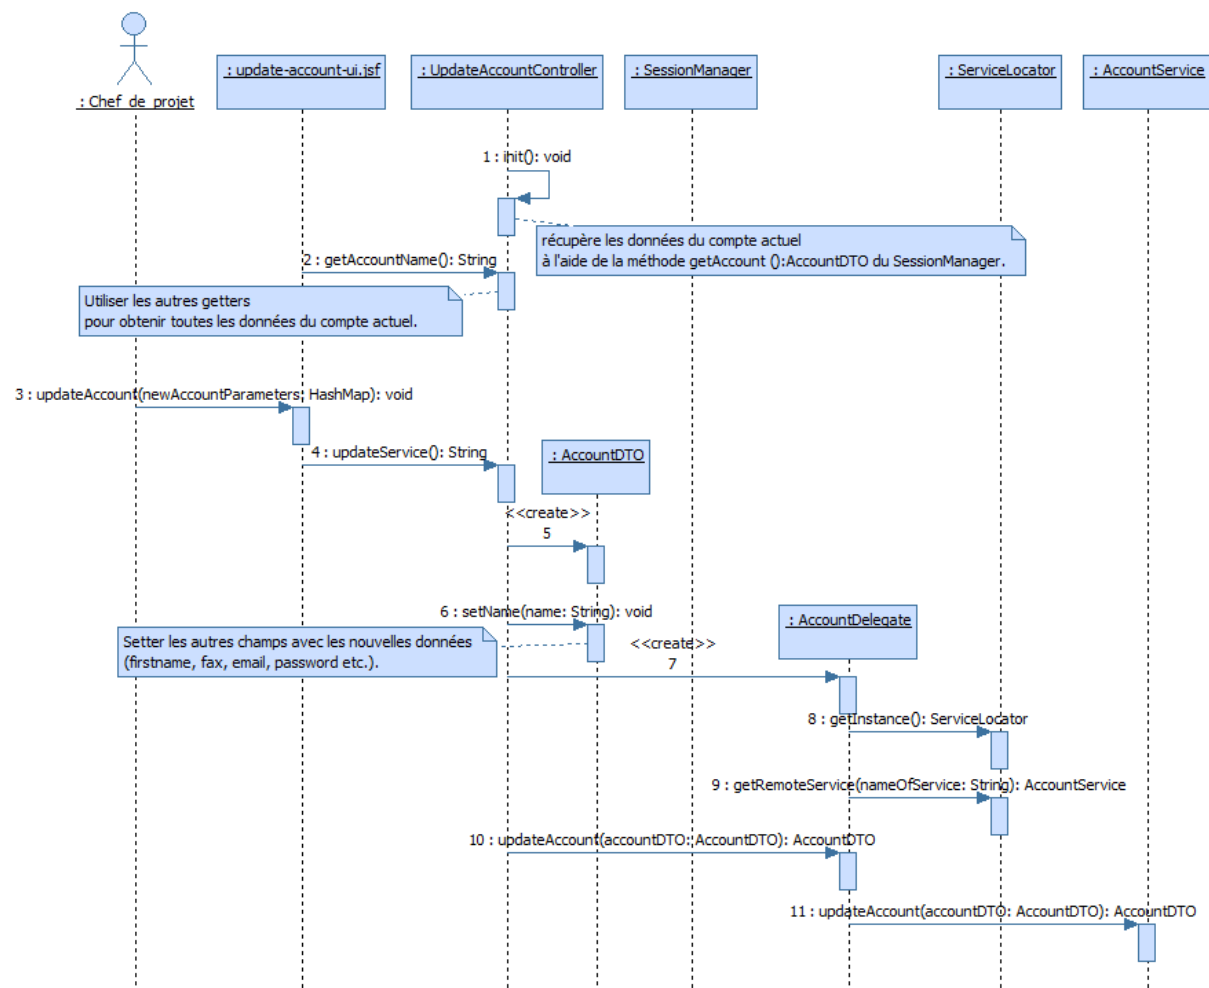 : Chef de projet
: update-account-ui.jsf
: UpdateAccountController
: SessionManager
: ServiceLocator
: AccountService
1 : init(): void
récupère les données du compte actuel
à l'aide de la méthode getAccount ():AccountDTO du SessionManager.
2 : getAccountName(): String
Utiliser les autres getters
pour obtenir toutes les données du compte actuel.
3 : updateAccount(newAccountParameters: HashMap): void
4 : updateService(): String
: AccountDTO
<<create>>
5
6 : setName(name: String): void
: AccountDelegate
Setter les autres champs avec les nouvelles données
(firstname, fax, email, password etc.).
<<create>>
7
8 : getInstance(): ServiceLocator
9 : getRemoteService(nameOfService: String): AccountService
10 : updateAccount(accountDTO: AccountDTO): AccountDTO
11 : updateAccount(accountDTO: AccountDTO): AccountDTO